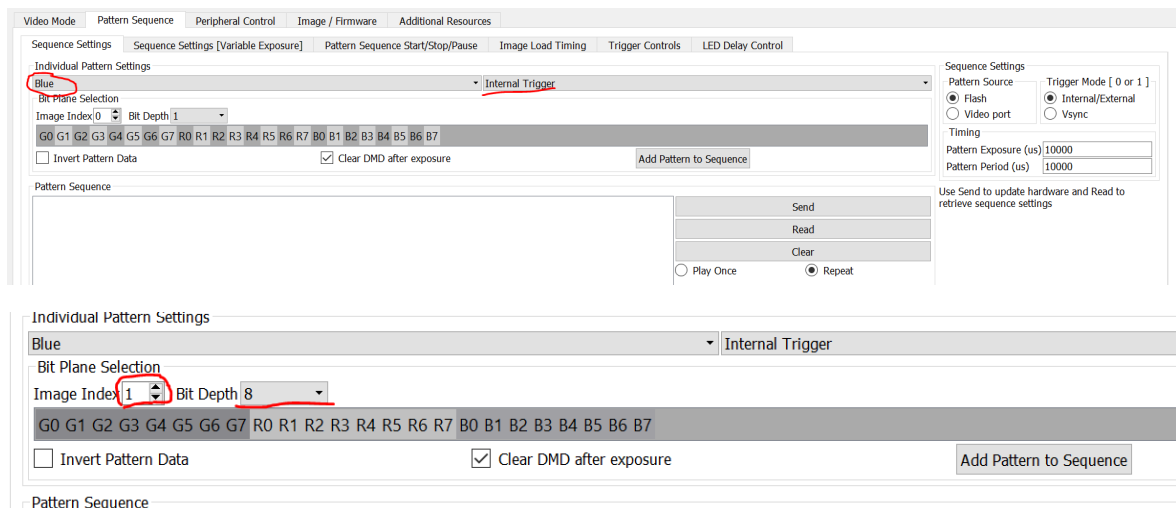 Video Mode Pattern Sequence Peripheral Control Image / Firmware Additional Resources
Sequence Settings Sequence Settings [Variable Exposure] Pattern Sequence Start/Stop/Pause Image Load Timing Trigger Controls LED Delay Control
Individual Pattern Settings
Blue Internal Trigger
Bit Plane Selection
Image Index 0 Bit Depth 1
G0 G1 G2 G3 G4 G5 G6 G7 R0 R1 R2 R3 R4 R5 R6 R7 B0 B1 B2 B3 B4 B5 B6 B7
Invert Pattern Data Clear DMD after exposure Add Pattern to Sequence
Sequence Settings
Pattern Source Trigger Mode [ 0 or 1 ]
Flash Internal/External
Video port Vsync
Timing
Pattern Exposure (us) 10000
Pattern Period (us) 10000
Use Send to update hardware and Read to
retrieve sequence settings
Pattern Sequence
Send
Read
Clear
Play Once Repeat
Individual Pattern Settings
Blue Internal Trigger
Bit Plane Selection
Image Index 1 Bit Depth 8
G0 G1 G2 G3 G4 G5 G6 G7 R0 R1 R2 R3 R4 R5 R6 R7 B0 B1 B2 B3 B4 B5 B6 B7
Invert Pattern Data Clear DMD after exposure Add Pattern to Sequence
Pattern Sequence